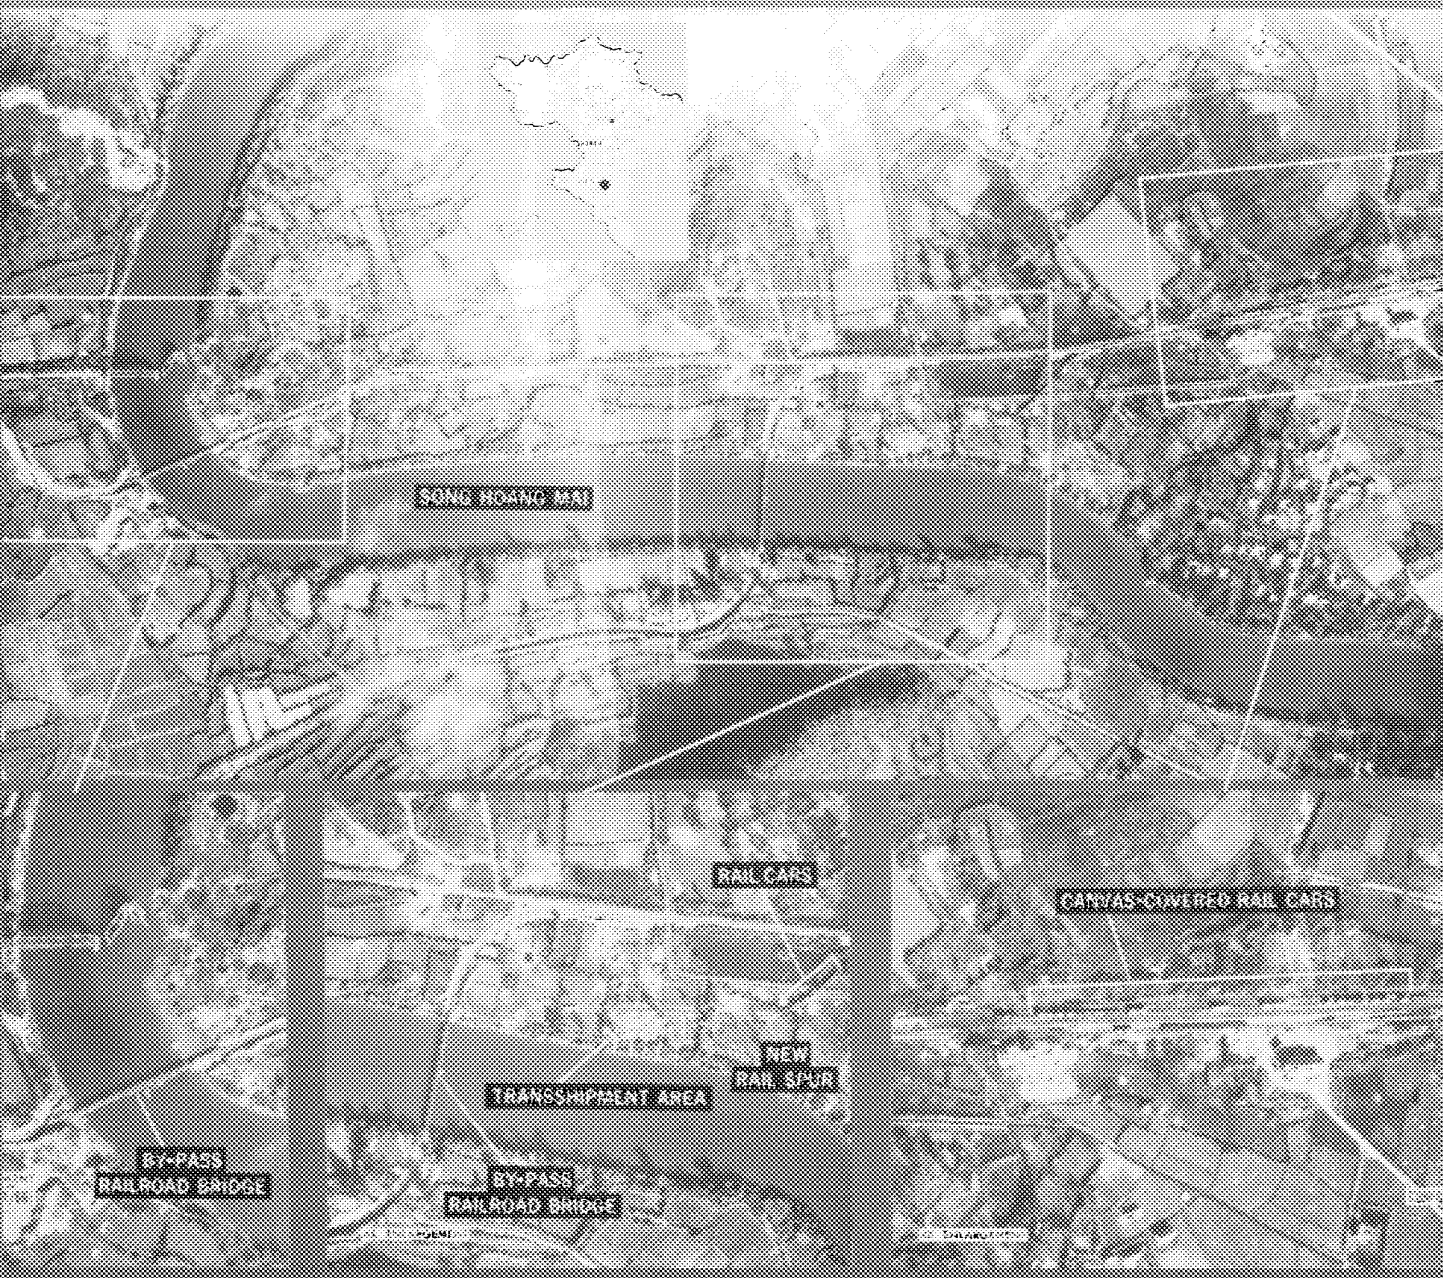 SONG HOANG MAI
RAIL CARS
CANVAS-COVERED RAIL CARS
NEW
RAIL SPUR
TRANSSHIPMENT AREA
BY-PASS
RAILROAD BRIDGE
BY-PASS
RAILROAD BRIDGE